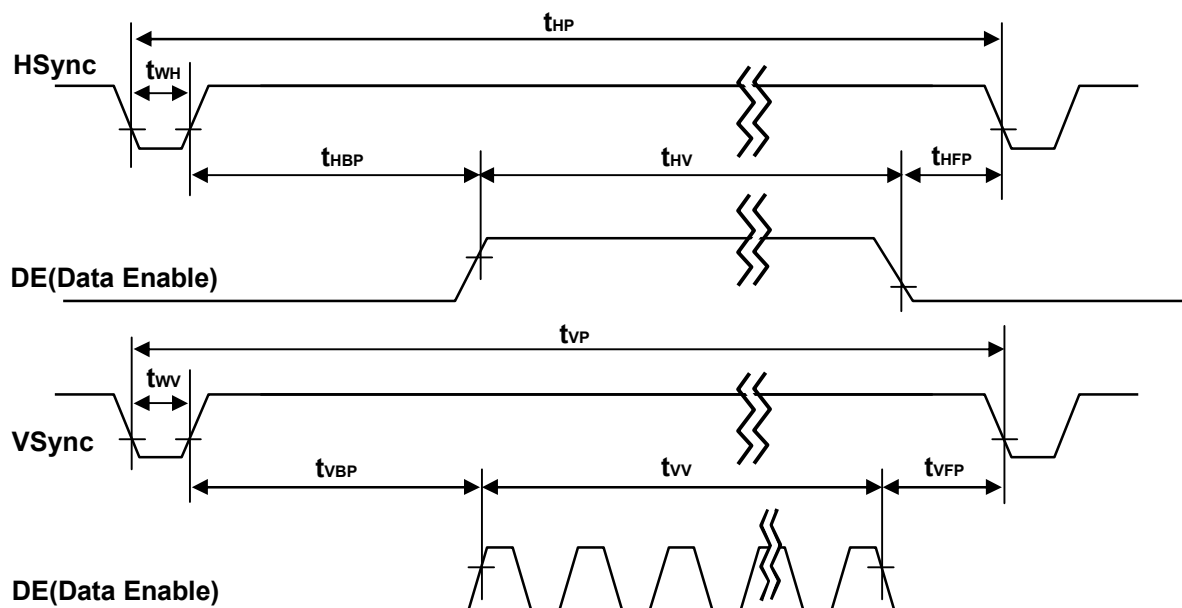 tHP
HSync
tWH
tHBP
tHV
tHFP
DE(Data Enable)
tVP
tWV
VSync
tVBP
tVV
tVFP
DE(Data Enable)